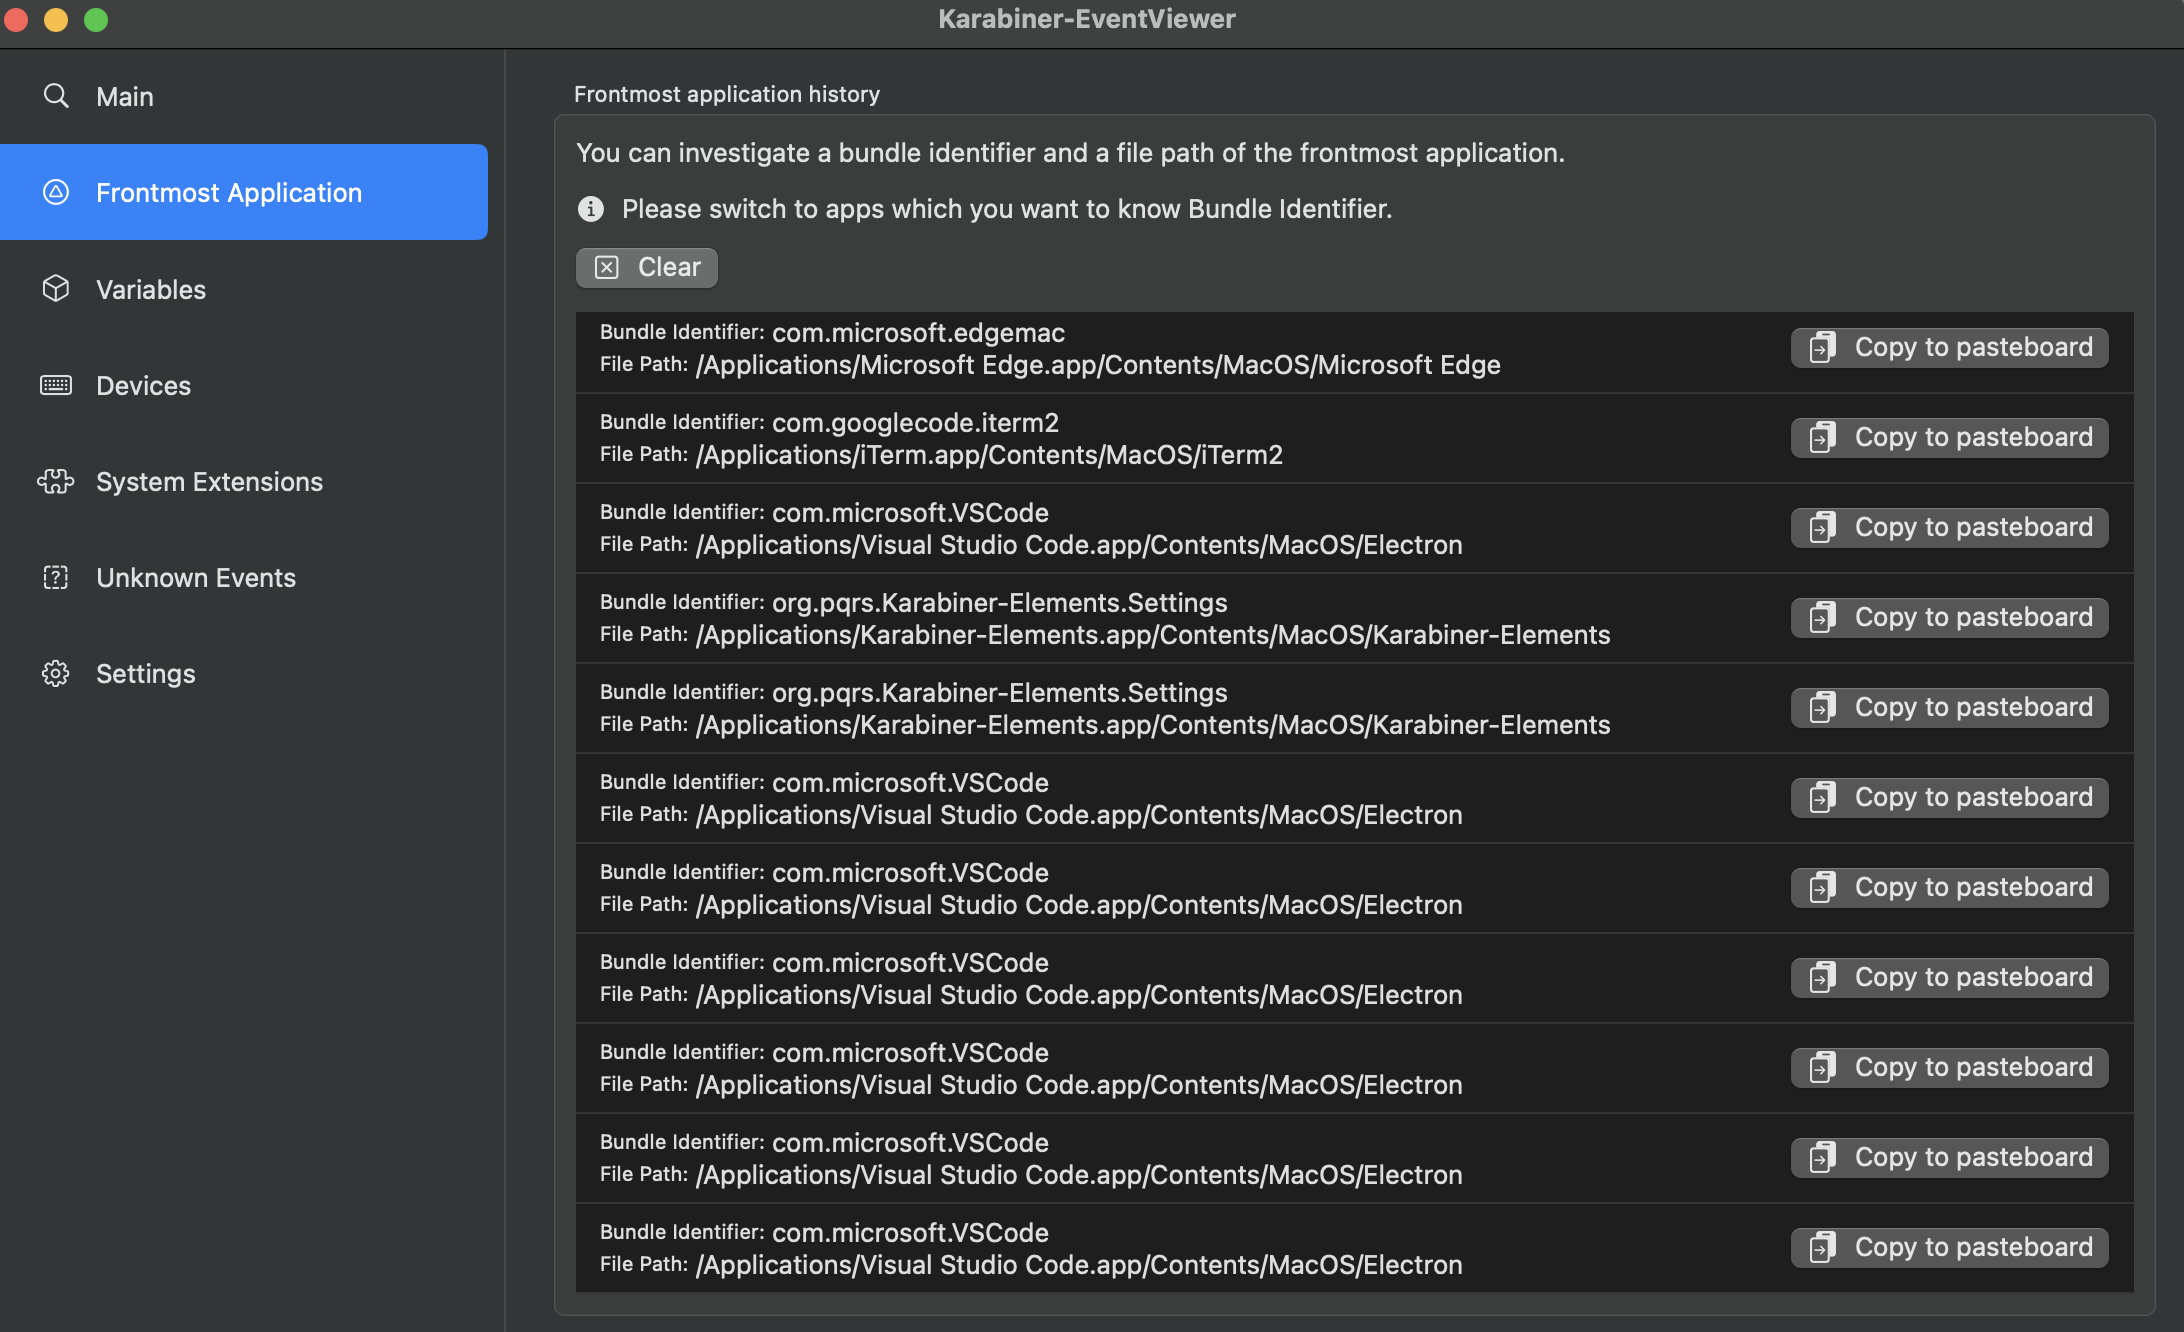 Karabiner-EventViewer
Main
Frontmost Application
Variables
Devices
System Extensions
Unknown Events
Settings
Frontmost application history
You can investigate a bundle identifier and a file path of the frontmost application.
Please switch to apps which you want to know Bundle Identifier.
Clear
Bundle Identifier: com.microsoft.edgemac
File Path: /Applications/Microsoft Edge.app/Contents/MacOS/Microsoft Edge
Copy to pasteboard
Bundle Identifier: com.googlecode.iterm2
File Path: /Applications/iTerm.app/Contents/MacOS/iTerm2
Copy to pasteboard
Bundle Identifier: com.microsoft.VSCode
File Path: /Applications/Visual Studio Code.app/Contents/MacOS/Electron
Copy to pasteboard
Bundle Identifier: org.pqrs.Karabiner-Elements.Settings
File Path: /Applications/Karabiner-Elements.app/Contents/MacOS/Karabiner-Elements
Copy to pasteboard
Bundle Identifier: org.pqrs.Karabiner-Elements.Settings
File Path: /Applications/Karabiner-Elements.app/Contents/MacOS/Karabiner-Elements
Copy to pasteboard
Bundle Identifier: com.microsoft.VSCode
File Path: /Applications/Visual Studio Code.app/Contents/MacOS/Electron
Copy to pasteboard
Bundle Identifier: com.microsoft.VSCode
File Path: /Applications/Visual Studio Code.app/Contents/MacOS/Electron
Copy to pasteboard
Bundle Identifier: com.microsoft.VSCode
File Path: /Applications/Visual Studio Code.app/Contents/MacOS/Electron
Copy to pasteboard
Bundle Identifier: com.microsoft.VSCode
File Path: /Applications/Visual Studio Code.app/Contents/MacOS/Electron
Copy to pasteboard
Bundle Identifier: com.microsoft.VSCode
File Path: /Applications/Visual Studio Code.app/Contents/MacOS/Electron
Copy to pasteboard
Bundle Identifier: com.microsoft.VSCode
File Path: /Applications/Visual Studio Code.app/Contents/MacOS/Electron
Copy to pasteboard